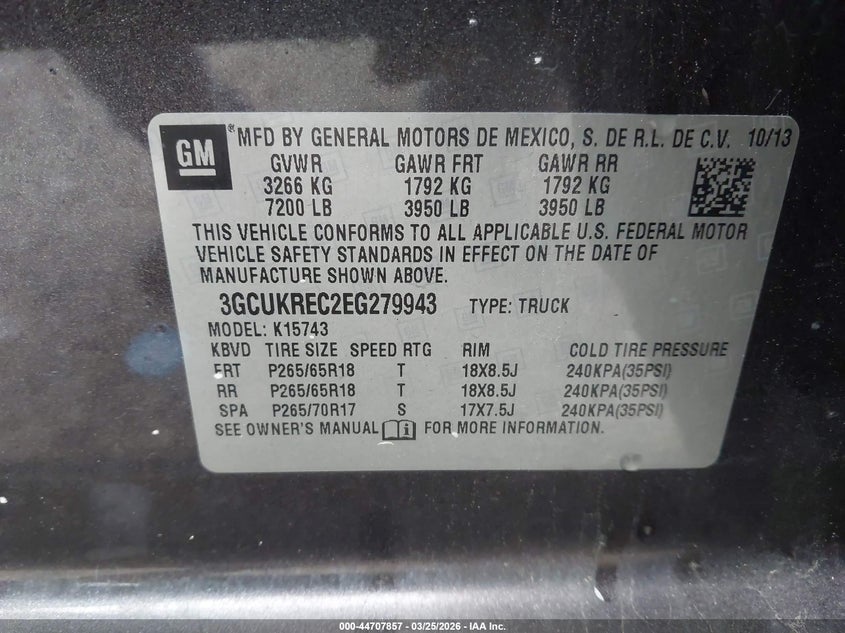 GM ® MFD BY GENERAL MOTORS DE MEXICO, S. DE R.L. DE C.V. 10/13
GVWR GAWR FRT GAWR RR
3266 KG 1792 KG 1792 KG
7200 LB 3950 LB 3950 LB
THIS VEHICLE CONFORMS TO ALL APPLICABLE U.S. FEDERAL MOTOR
VEHICLE SAFETY STANDARDS IN EFFECT ON THE DATE OF
MANUFACTURE SHOWN ABOVE.
3GCUKREC2EG279943 TYPE: TRUCK
MODEL: K15743
KBVD TIRE SIZE SPEED RTG RIM COLD TIRE PRESSURE
FRT P265/65R18 T 18X8.5J 240KPA(35PSI)
RR P265/65R18 T 18X8.5J 240KPA(35PSI)
SPA P265/70R17 S 17X7.5J 240KPA(35PSI)
SEE OWNER'S MANUAL FOR MORE INFORMATION.
000-44707857 - 03/25/2026 - IAA Inc.